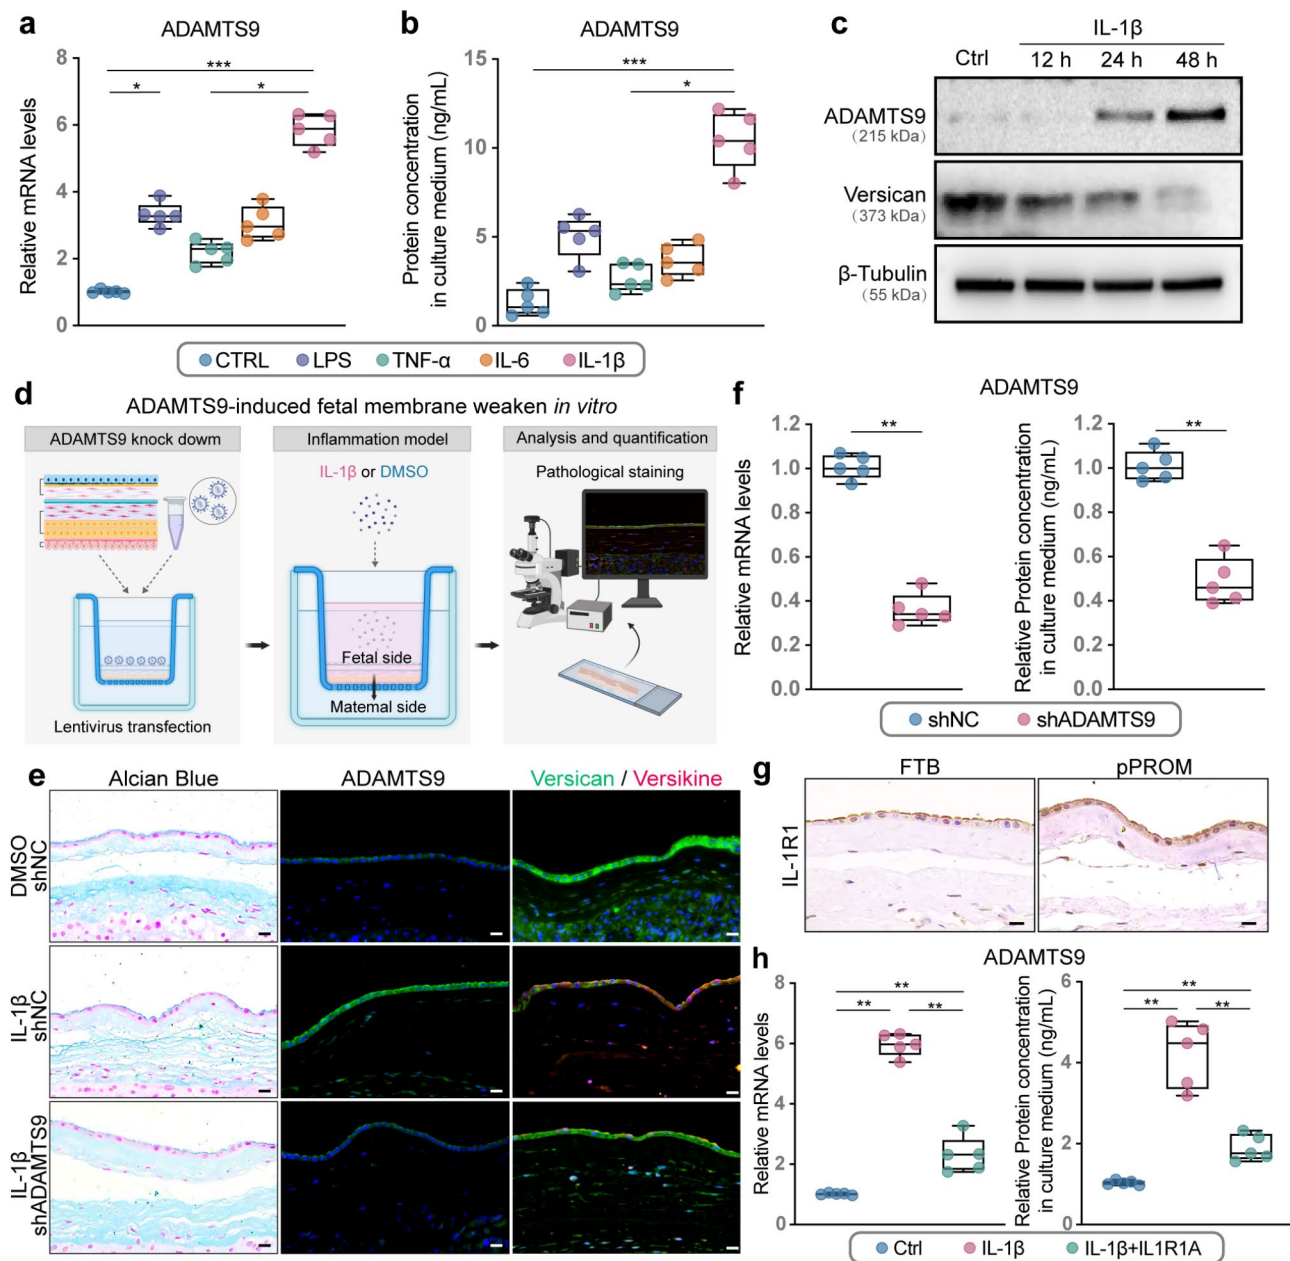 a
ADAMTS9
Relative mRNA levels
8
6
4
2
0
***
*
*
b
ADAMTS9
Protein concentration
in culture medium (ng/mL)
15
10
5
0
***
*
CTRL
LPS
TNF-α
IL-6
IL-1β
c
IL-1β
Ctrl
12 h
24 h
48 h
ADAMTS9
(215 kDa)
Versican
(373 kDa)
β-Tubulin
(55 kDa)
d
ADAMTS9-induced fetal membrane weaken in vitro
ADAMTS9 knock dowm
Inflammation model
Analysis and quantification
IL-1β or DMSO
Pathological staining
Fetal side
Matemal side
Lentivirus transfection
f
ADAMTS9
Relative mRNA levels
1.2
1.0
0.8
0.6
0.4
0.2
0.0
**
Relative Protein concentration
in culture medium (ng/mL)
1.2
1.0
0.8
0.6
0.4
0.2
0.0
**
shNC
shADAMTS9
e
Alcian Blue
ADAMTS9
Versican / Versikine
DMSO
shNC
IL-1β
shNC
IL-1β
shADAMTS9
g
FTB
pPROM
IL-1R1
h
ADAMTS9
Relative mRNA levels
8
6
4
2
0
**
**
**
Relative Protein concentration
in culture medium (ng/mL)
6
4
2
0
**
**
**
Ctrl
IL-1β
IL-1β+IL1R1A